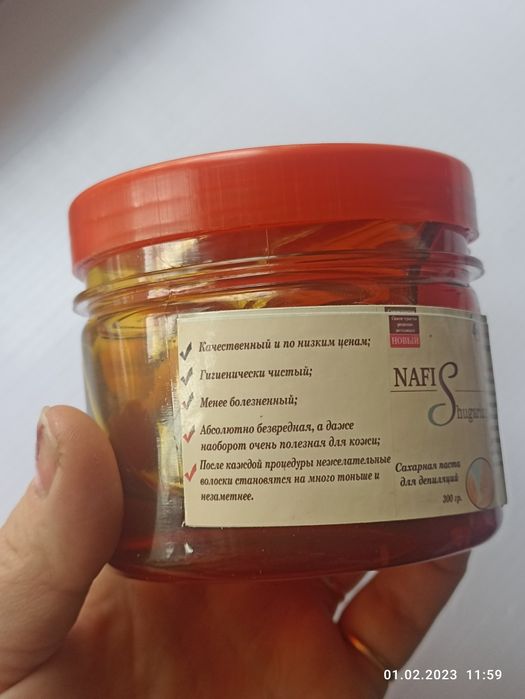 Качественный и по низким ценам;
Гигиенически чистый;
Менее болезненный;
Абсолютно безвредная, а даже
наоборот очень полезная для кожи;
После каждой процедуры нежелательные
волоски становятся на много тоньше и
незаметнее.
НОВЫЙ
NAFI
Shugarin
Сахарная паста
для депиляций
300 гр.
01.02.2023 11:59